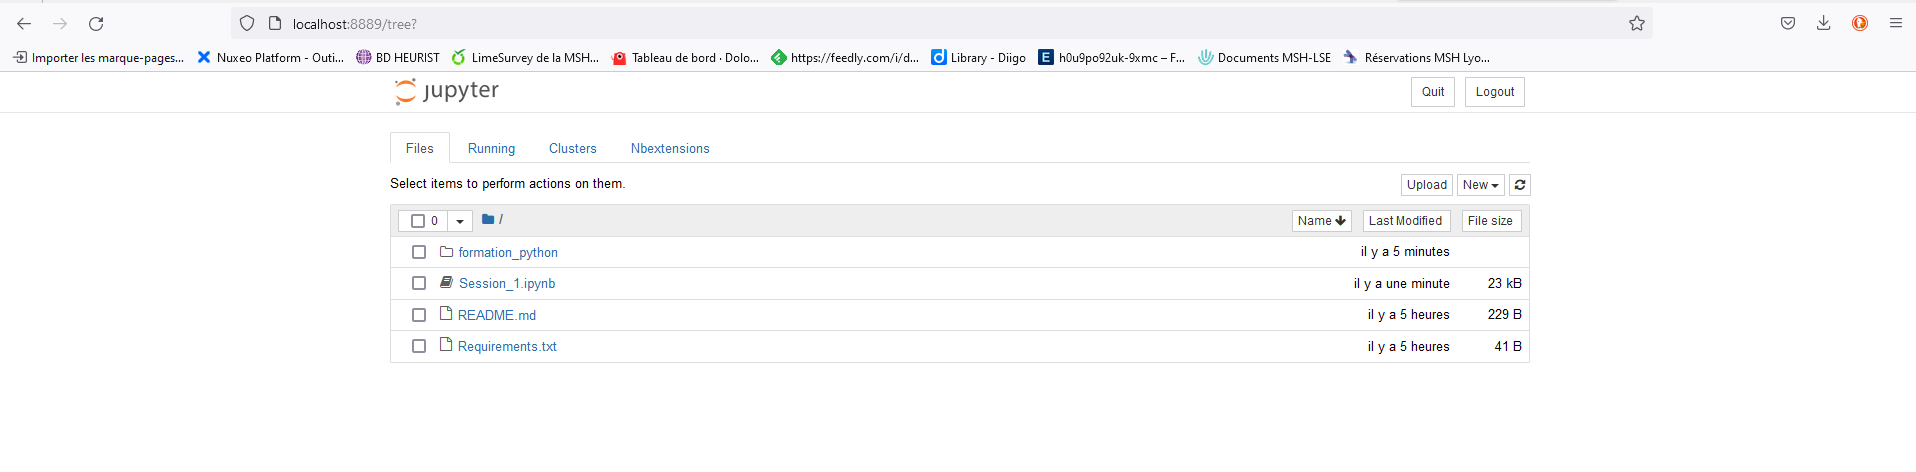 localhost:8889/tree?
Importer les marque-pages... Nuxeo Platform - Outi... BD HEURIST LimeSurvey de la MSH... Tableau de bord · Dolo... https://feedly.com/i/d... Library - Diigo h0u9po92uk-9xmc – F... Documents MSH-LSE Réservations MSH Lyo...
jupyter Quit Logout
Files Running Clusters Nbextensions
Select items to perform actions on them. Upload New
0 / Name Last Modified File size
formation_python il y a 5 minutes
Session_1.ipynb il y a une minute 23 kB
README.md il y a 5 heures 229 B
Requirements.txt il y a 5 heures 41 B